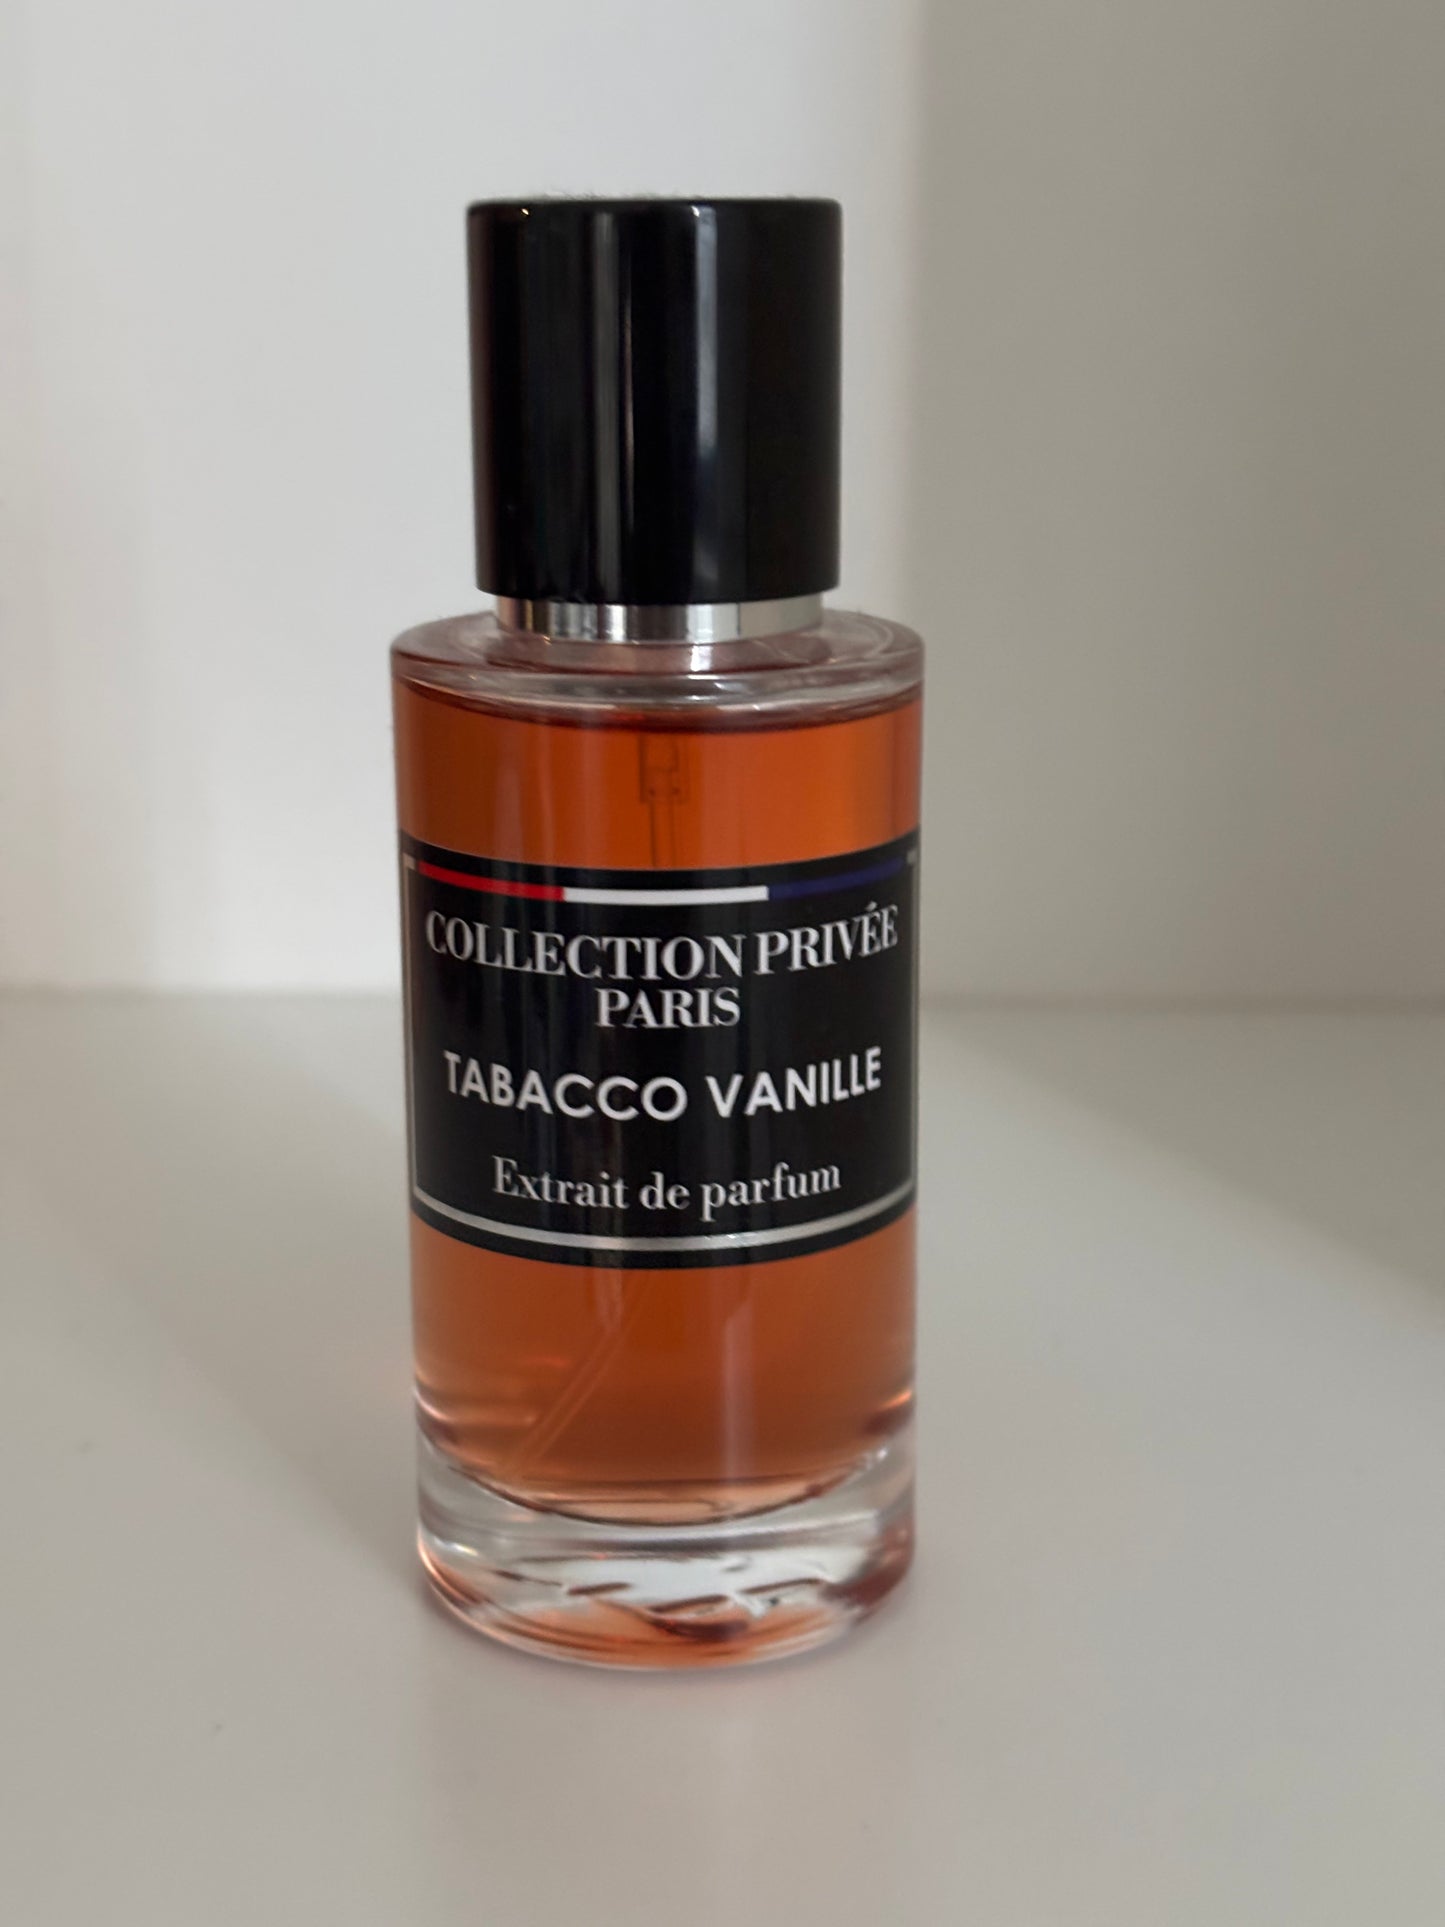 COLLECTION PRIVÉE
PARIS
TABACCO VANILLE
Extrait de parfum